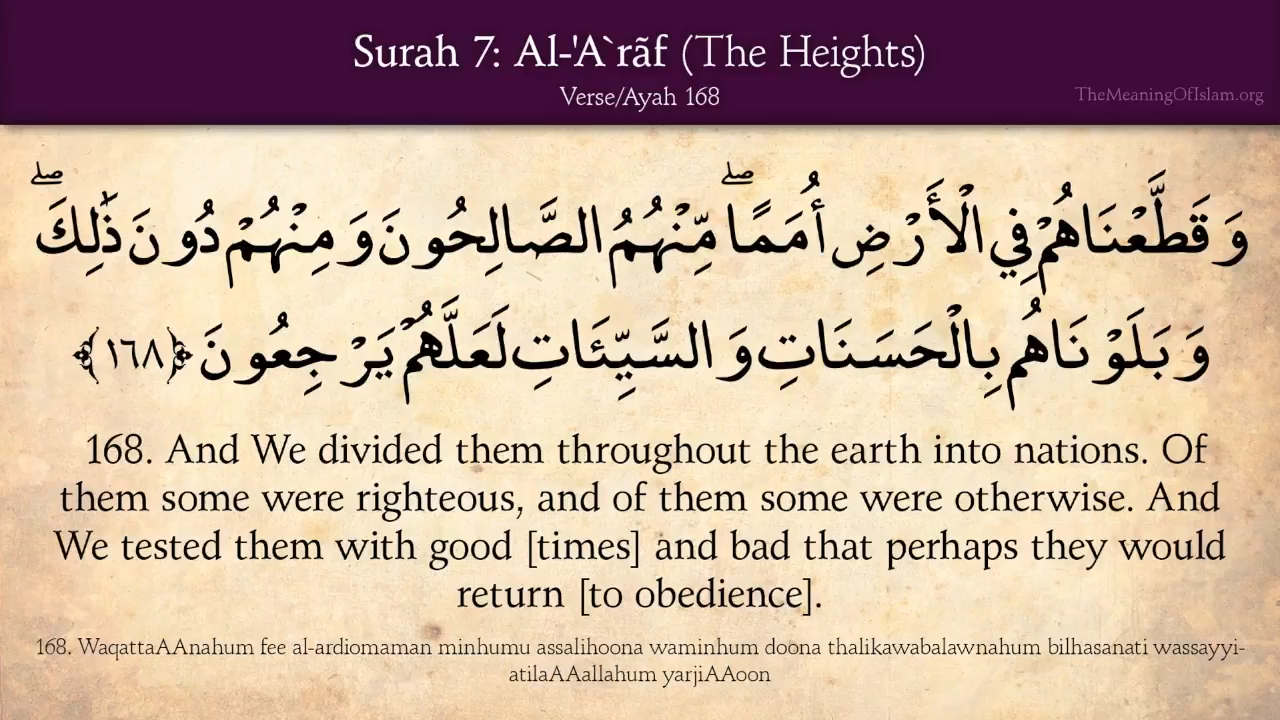 Surah 7: Al-'A`rãf (The Heights)
Verse/Ayah 168
TheMeaningOfIslam.org
وَقَطَّعْنَاهُمْ فِي الْأَرْضِ أُمَمًا ۖ مِّنْهُمُ الصَّالِحُونَ وَمِنْهُمْ دُونَ ذَٰلِكَ ۖ
وَبَلَوْنَاهُم بِالْحَسَنَاتِ وَالسَّيِّئَاتِ لَعَلَّهُمْ يَرْجِعُونَ ﴿١٦٨﴾
168. And We divided them throughout the earth into nations. Of
them some were righteous, and of them some were otherwise. And
We tested them with good [times] and bad that perhaps they would
return [to obedience].
168. WaqattaAAnahum fee al-ardiomaman minhumu assalihoona waminhum doona thalikawabalawnahum bilhasanati wassayyi-
atilaAAallahum yarjiAAoon